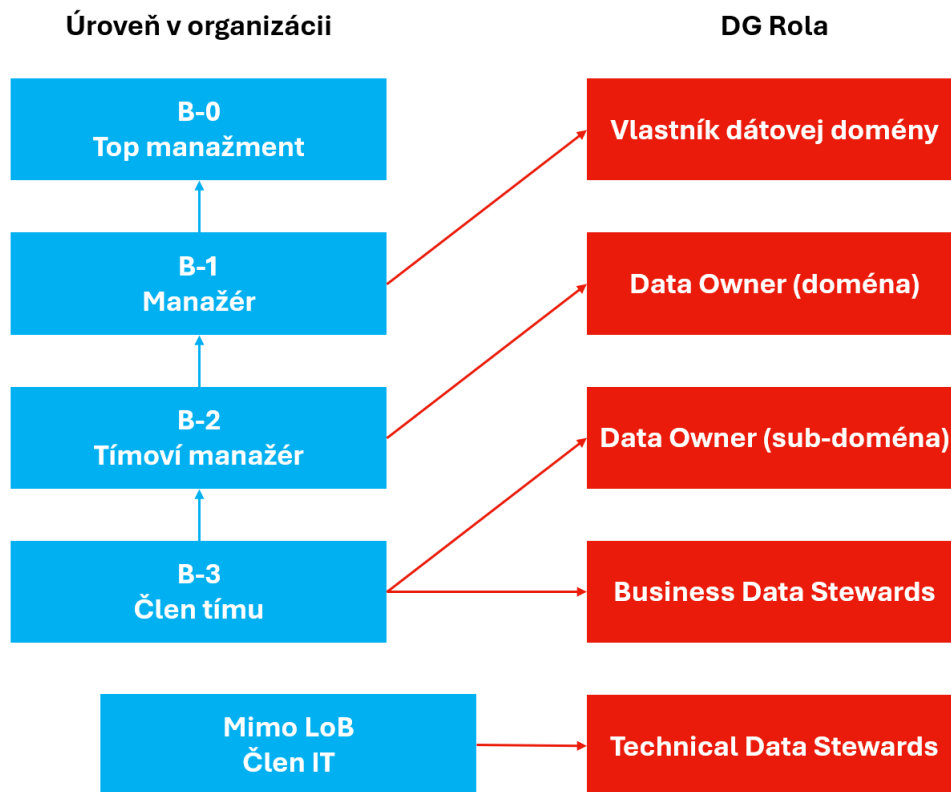 Úroveň v organizácii
DG Rola
B-0
Top manažment
Vlastník dátovej domény
B-1
Manažér
Data Owner (doména)
B-2
Tímoví manažér
Data Owner (sub-doména)
B-3
Člen tímu
Business Data Stewards
Mimo LoB
Člen IT
Technical Data Stewards